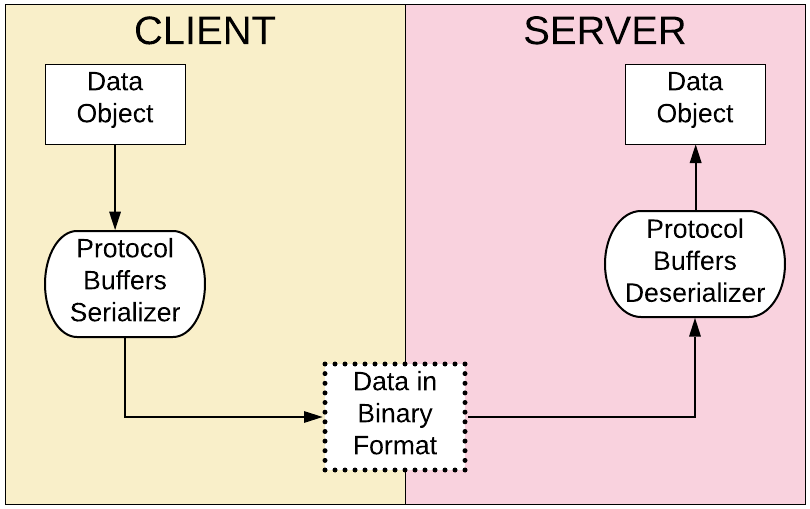 CLIENT
Data
Object
Protocol
Buffers
Serializer
Data in
Binary
Format
SERVER
Data
Object
Protocol
Buffers
Deserializer